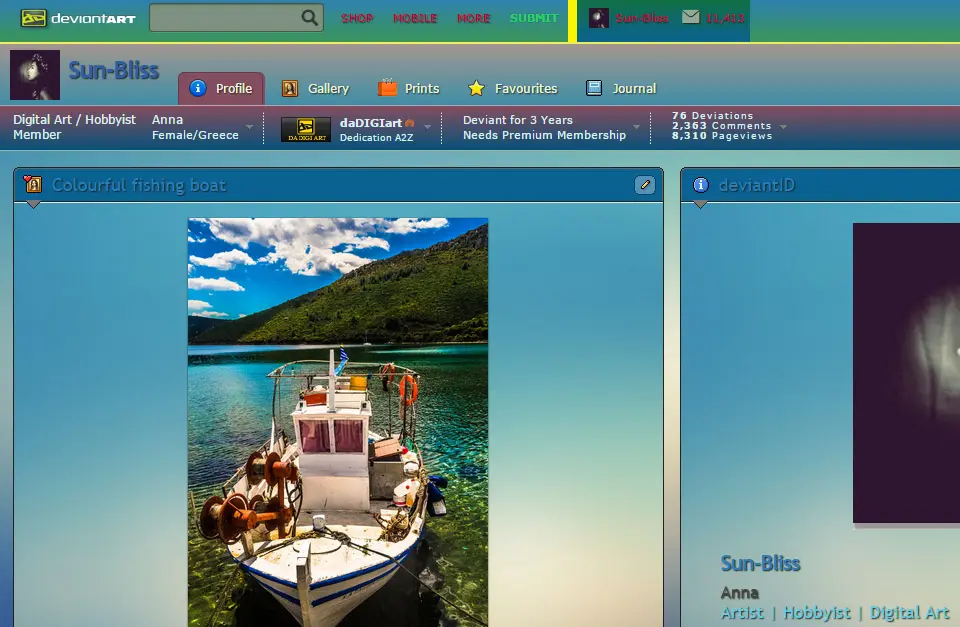 deviantART
SHOP MOBILE MORE SUBMIT Sun-Bliss 11,413
Sun-Bliss
Profile Gallery Prints Favourites Journal
Digital Art / Hobbyist
Member
Anna
Female/Greece
DADIGIART
daDIGIart
Dedication A2Z
Deviant for 3 Years
Needs Premium Membership
76 Deviations
2,363 Comments
8,310 Pageviews
Colourful fishing boat
deviantID
Sun-Bliss
Anna
Artist | Hobbyist | Digital Art